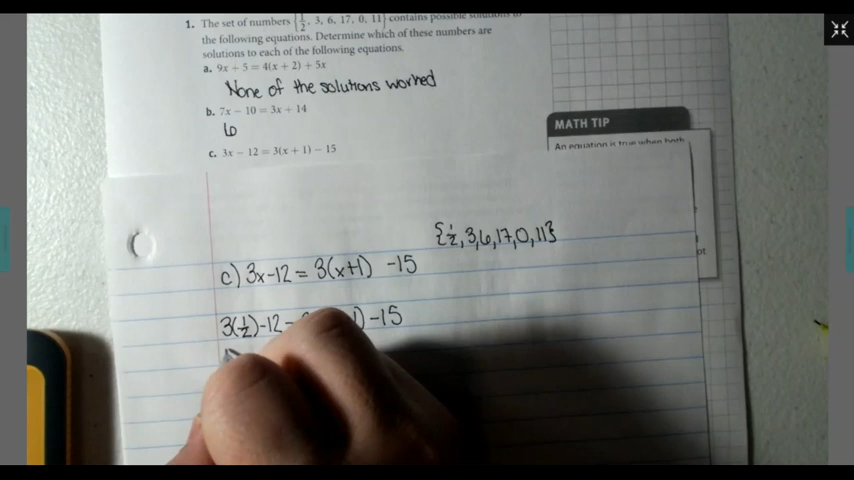 1. The set of numbers {1/2, 3, 6, 17, 0, 11} contains possible solutions to
the following equations. Determine which of these numbers are
solutions to each of the following equations.
a. 9x + 5 = 4(x + 2) + 5x
None of the solutions worked
b. 7x − 10 = 3x + 14
6
c. 3x − 12 = 3(x + 1) − 15
MATH TIP
An equation is true when both
{1/2, 3, 6, 17, 0, 11}
c) 3x-12 = 3(x+1) -15
3(1/2)-12 ) -15